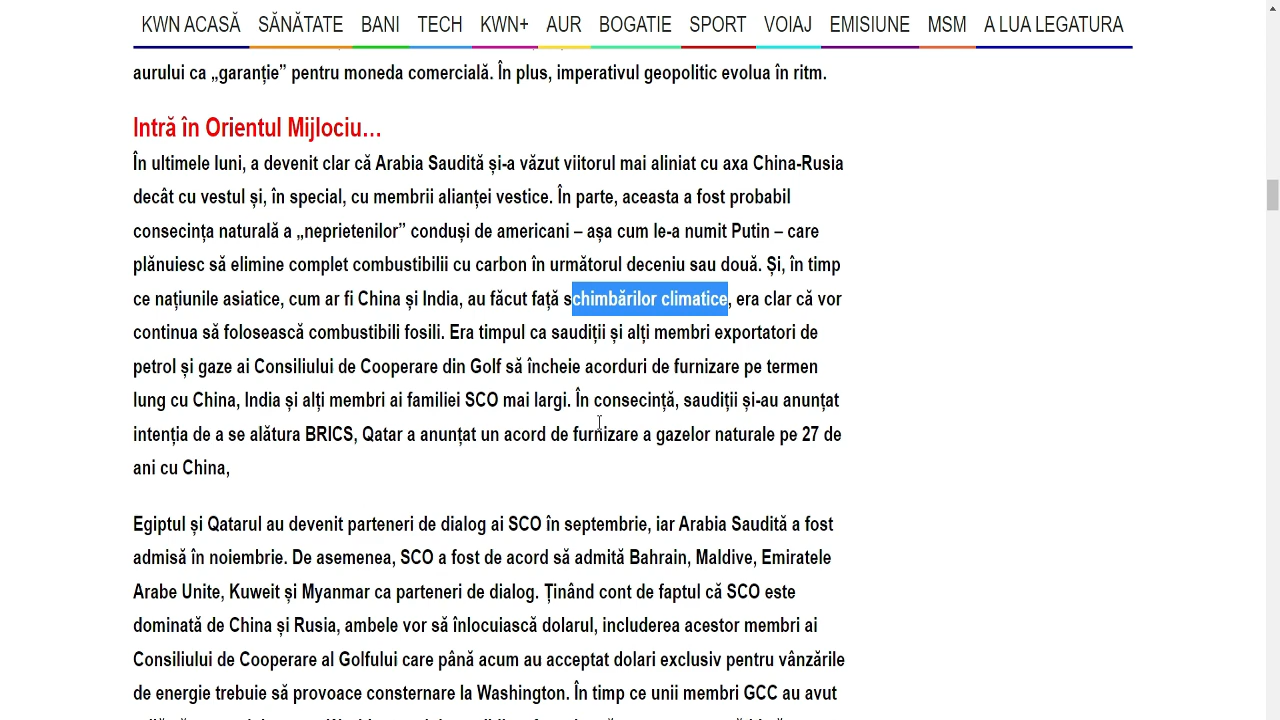 KWN ACASĂ SĂNĂTATE BANI TECH KWN+ AUR BOGATIE SPORT VOIAJ EMISIUNE MSM A LUA LEGATURA
aurului ca „garanție” pentru moneda comercială. În plus, imperativul geopolitic evolua în ritm.
Intră în Orientul Mijlociu…
În ultimele luni, a devenit clar că Arabia Saudită și-a văzut viitorul mai aliniat cu axa China-Rusia
decât cu vestul și, în special, cu membrii alianței vestice. În parte, aceasta a fost probabil
consecința naturală a „neprietenilor” conduși de americani – așa cum le-a numit Putin – care
plănuiesc să elimine complet combustibilii cu carbon în următorul deceniu sau două. Și, în timp
ce națiunile asiatice, cum ar fi China și India, au făcut față schimbărilor climatice, era clar că vor
continua să folosească combustibili fosili. Era timpul ca saudiții și alți membri exportatori de
petrol și gaze ai Consiliului de Cooperare din Golf să încheie acorduri de furnizare pe termen
lung cu China, India și alți membri ai familiei SCO mai largi. În consecință, saudiții și-au anunțat
intenția de a se alătura BRICS, Qatar a anunțat un acord de furnizare a gazelor naturale pe 27 de
ani cu China,
Egiptul și Qatarul au devenit parteneri de dialog ai SCO în septembrie, iar Arabia Saudită a fost
admisă în noiembrie. De asemenea, SCO a fost de acord să admită Bahrain, Maldive, Emiratele
Arabe Unite, Kuweit și Myanmar ca parteneri de dialog. Ținând cont de faptul că SCO este
dominată de China și Rusia, ambele vor să înlocuiască dolarul, includerea acestor membri ai
Consiliului de Cooperare al Golfului care până acum au acceptat dolari exclusiv pentru vânzările
de energie trebuie să provoace consternare la Washington. În timp ce unii membri GCC au avut